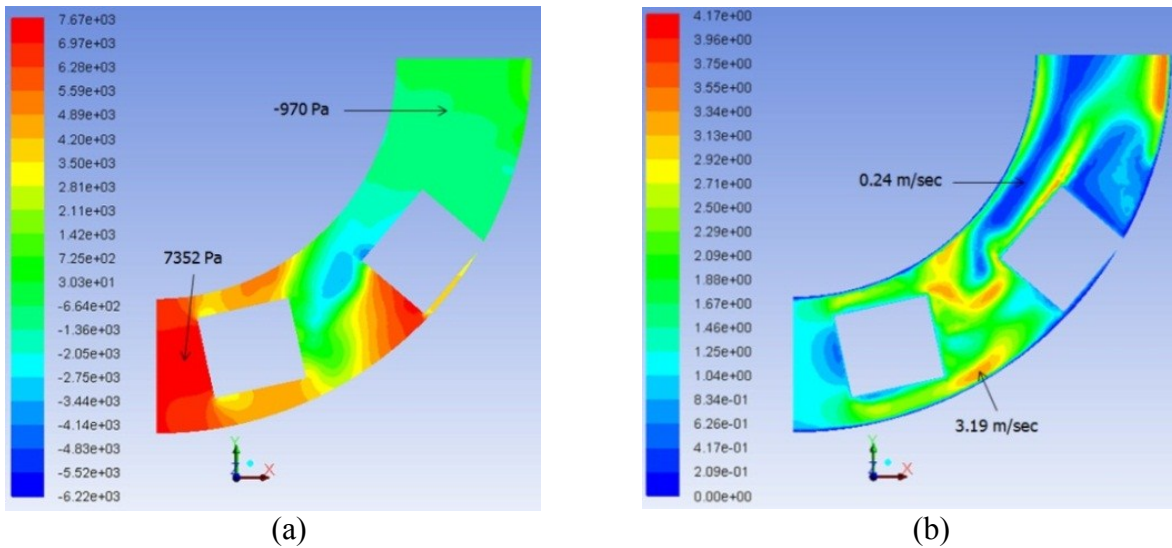 7.67e+03
6.97e+03
6.28e+03
5.59e+03
4.89e+03
4.20e+03
3.50e+03
2.81e+03
2.11e+03
1.42e+03
7.25e+02
3.03e+01
-6.64e+02
-1.36e+03
-2.05e+03
-2.75e+03
-3.44e+03
-4.14e+03
-4.83e+03
-5.52e+03
-6.22e+03
-970 Pa
7352 Pa
Y
Z
X
(a)
4.17e+00
3.96e+00
3.75e+00
3.55e+00
3.34e+00
3.13e+00
2.92e+00
2.71e+00
2.50e+00
2.29e+00
2.09e+00
1.88e+00
1.67e+00
1.46e+00
1.25e+00
1.04e+00
8.34e-01
6.26e-01
4.17e-01
2.09e-01
0.00e+00
0.24 m/sec
3.19 m/sec
Y
Z
X
(b)